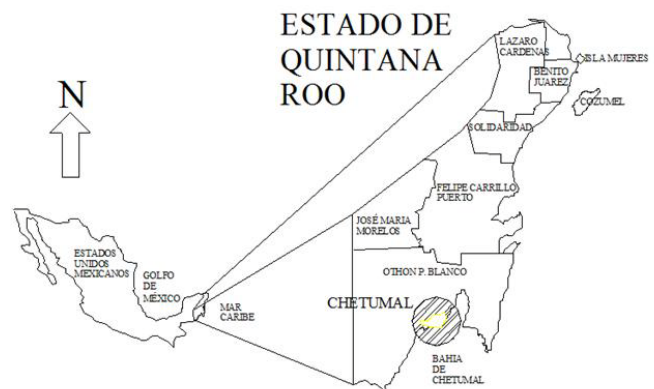 ESTADO DE
QUINTANA
ROO
N
LAZARO
CARDENAS
ISLA MUJERES
BENITO
JUAREZ
COZUMEL
SOLIDARIDAD
FELIPE CARRILLO
PUERTO
JOSÉ MARIA
MORELOS
ESTADOS
UNIDOS
MEXICANOS
GOLFO
DE
MÉXICO
MAR
CARIBE
OTHON P. BLANCO
CHETUMAL
BAHIA
DE
CHETUMAL